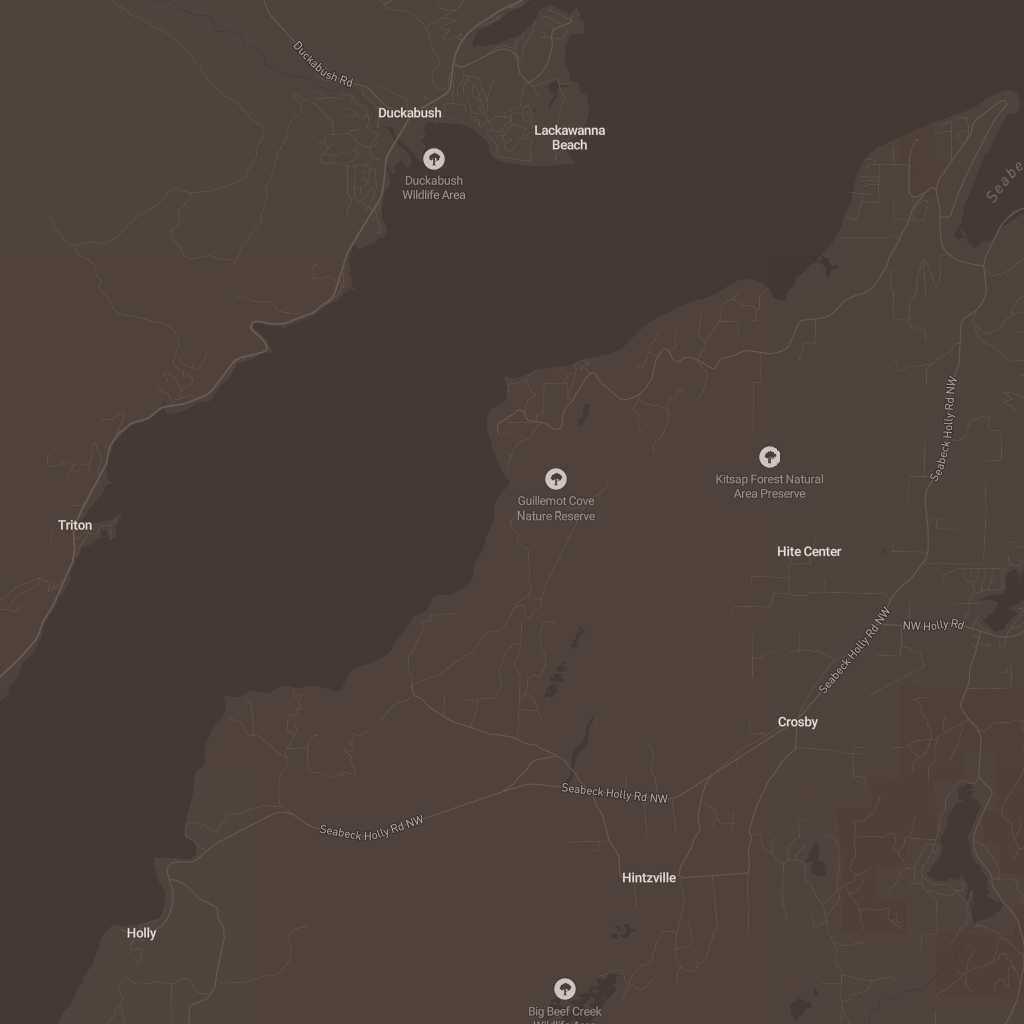 Duckabush Rd
Duckabush
Lackawanna
Beach
Duckabush
Wildlife Area
Seabeck Holly Rd NW
Guillemot Cove
Nature Reserve
Kitsap Forest Natural
Area Preserve
Triton
Hite Center
NW Holly Rd
Seabeck Holly Rd NW
Crosby
Seabeck Holly Rd NW
Seabeck Holly Rd NW
Hintzville
Holly
Big Beef Creek
Wildlife Area